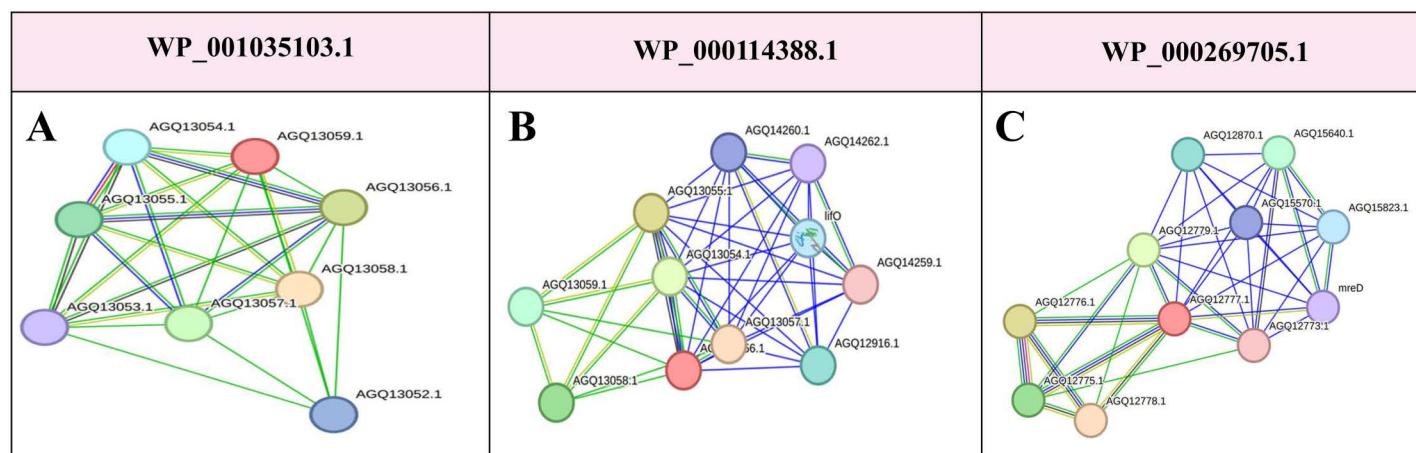 WP_001035103.1
WP_000114388.1
WP_000269705.1
A
AGQ13054.1
AGQ13059.1
AGQ13056.1
AGQ13055.1
AGQ13058.1
AGQ13053.1
AGQ13057.1
AGQ13052.1
B
AGQ14260.1
AGQ14262.1
AGQ13055.1
lifO
AGQ13054.1
AGQ14259.1
AGQ13059.1
AGQ13057.1
AGQ12916.1
AGQ13058.1
C
AGQ12870.1
AGQ15640.1
AGQ15570.1
AGQ15823.1
AGQ12779.1
mreD
AGQ12776.1
AGQ12777.1
AGQ12773.1
AGQ12775.1
AGQ12778.1